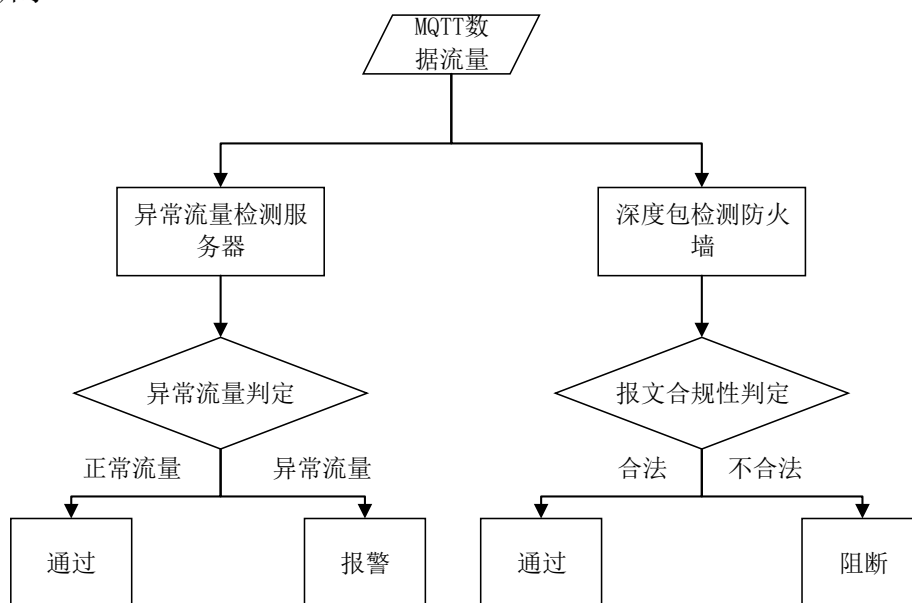 MQTT数
据流量
异常流量检测服
务器
深度包检测防火
墙
异常流量判定
报文合规性判定
正常流量
异常流量
合法
不合法
通过
报警
通过
阻断